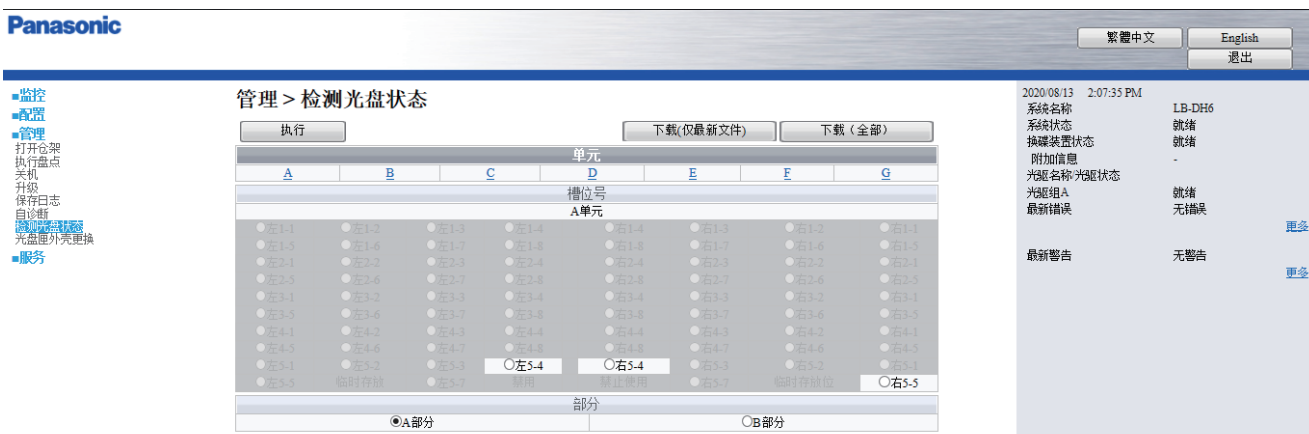 Panasonic
繁體中文
English
退出
■监控
■配置
■管理
打开仓架
执行盘点
关机
升级
保存日志
自诊断
检测光盘状态
光盘匣外壳更换
■服务
管理 > 检测光盘状态
执行 下载(仅最新文件) 下载（全部）
单元
A B C D E F G
槽位号
A单元
左1-1 左1-2 左1-3 左1-4 右1-4 右1-3 右1-2 右1-1
左1-5 左1-6 左1-7 左1-8 右1-8 右1-7 右1-6 右1-5
左2-1 左2-2 左2-3 左2-4 右2-4 右2-3 右2-2 右2-1
左2-5 左2-6 左2-7 左2-8 右2-8 右2-7 右2-6 右2-5
左3-1 左3-2 左3-3 左3-4 右3-4 右3-3 右3-2 右3-1
左3-5 左3-6 左3-7 左3-8 右3-8 右3-7 右3-6 右3-5
左4-1 左4-2 左4-3 左4-4 右4-4 右4-3 右4-2 右4-1
左4-5 左4-6 左4-7 左4-8 右4-8 右4-7 右4-6 右4-5
左5-1 左5-2 左5-3 左5-4 右5-4 右5-3 右5-2 右5-1
左5-5 临时存放 左5-7 禁用 禁止使用 右5-7 临时存放位 右5-5
部分
A部分 B部分
2020/08/13 2:07:35 PM
系统名称 LB-DH6
系统状态 就绪
换碟装置状态 就绪
附加信息 -
光驱名称/光驱状态
光驱组A 就绪
最新错误 无错误
更多
最新警告 无警告
更多